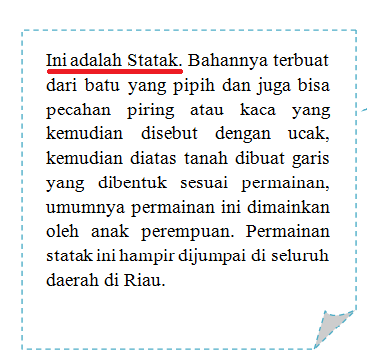 Ini adalah Statak. Bahannya terbuat
dari batu yang pipih dan juga bisa
pecahan piring atau kaca yang
kemudian disebut dengan ucak,
kemudian diatas tanah dibuat garis
yang dibentuk sesuai permainan,
umumnya permainan ini dimainkan
oleh anak perempuan. Permainan
statak ini hampir dijumpai di seluruh
daerah di Riau.